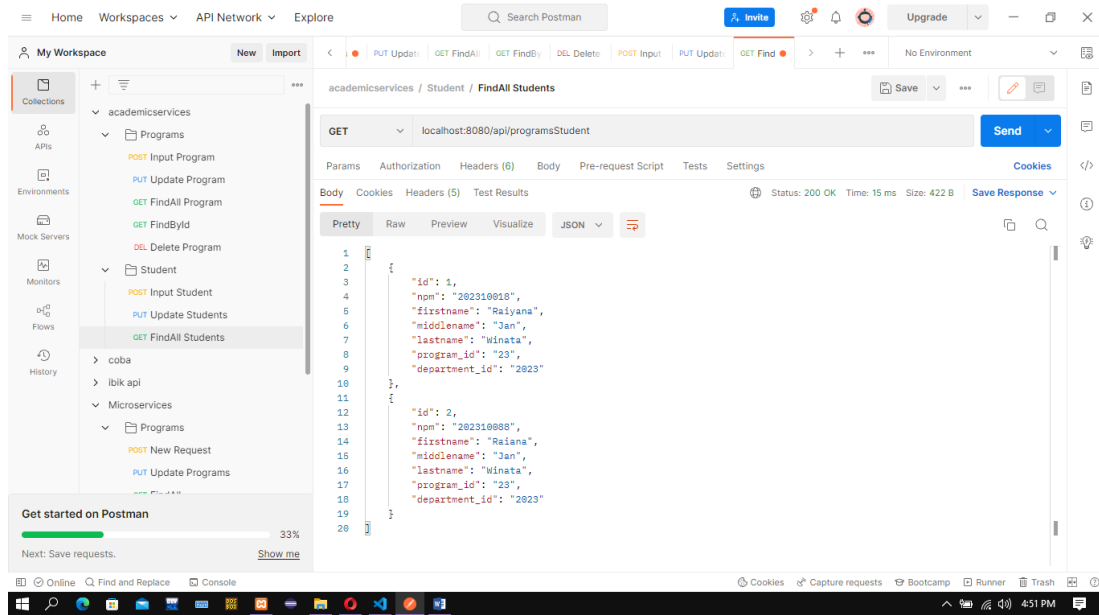 Home Workspaces API Network Explore Search Postman Invite Upgrade
My Workspace New Import PUT Updat GET FindAl GET FindBy DEL Delete POST Input PUT Updat GET Find No Environment
Collections
APIs
Environments
Mock Servers
Monitors
Flows
History
academicservices
Programs
POST Input Program
PUT Update Program
GET FindAll Program
GET FindById
DEL Delete Program
Student
POST Input Student
PUT Update Students
GET FindAll Students
coba
ibik api
Microservices
Programs
POST New Request
PUT Update Programs
Get started on Postman
33%
Next: Save requests. Show me
academicservices / Student / FindAll Students Save
GET localhost:8080/api/programsStudent Send
Params Authorization Headers (6) Body Pre-request Script Tests Settings Cookies
Body Cookies Headers (5) Test Results Status: 200 OK Time: 15 ms Size: 422 B Save Response
Pretty Raw Preview Visualize JSON
1 [
2 {
3 "id": 1,
4 "npm": "202310018",
5 "firstname": "Raiyana",
6 "middlename": "Jan",
7 "lastname": "Winata",
8 "program_id": "23",
9 "department_id": "2023"
10 },
11 {
12 "id": 2,
13 "npm": "202310088",
14 "firstname": "Raiana",
15 "middlename": "Jan",
16 "lastname": "Winata",
17 "program_id": "23",
18 "department_id": "2023"
19 }
20 ]
Online Find and Replace Console Cookies Capture requests Bootcamp Runner Trash
4:51 PM